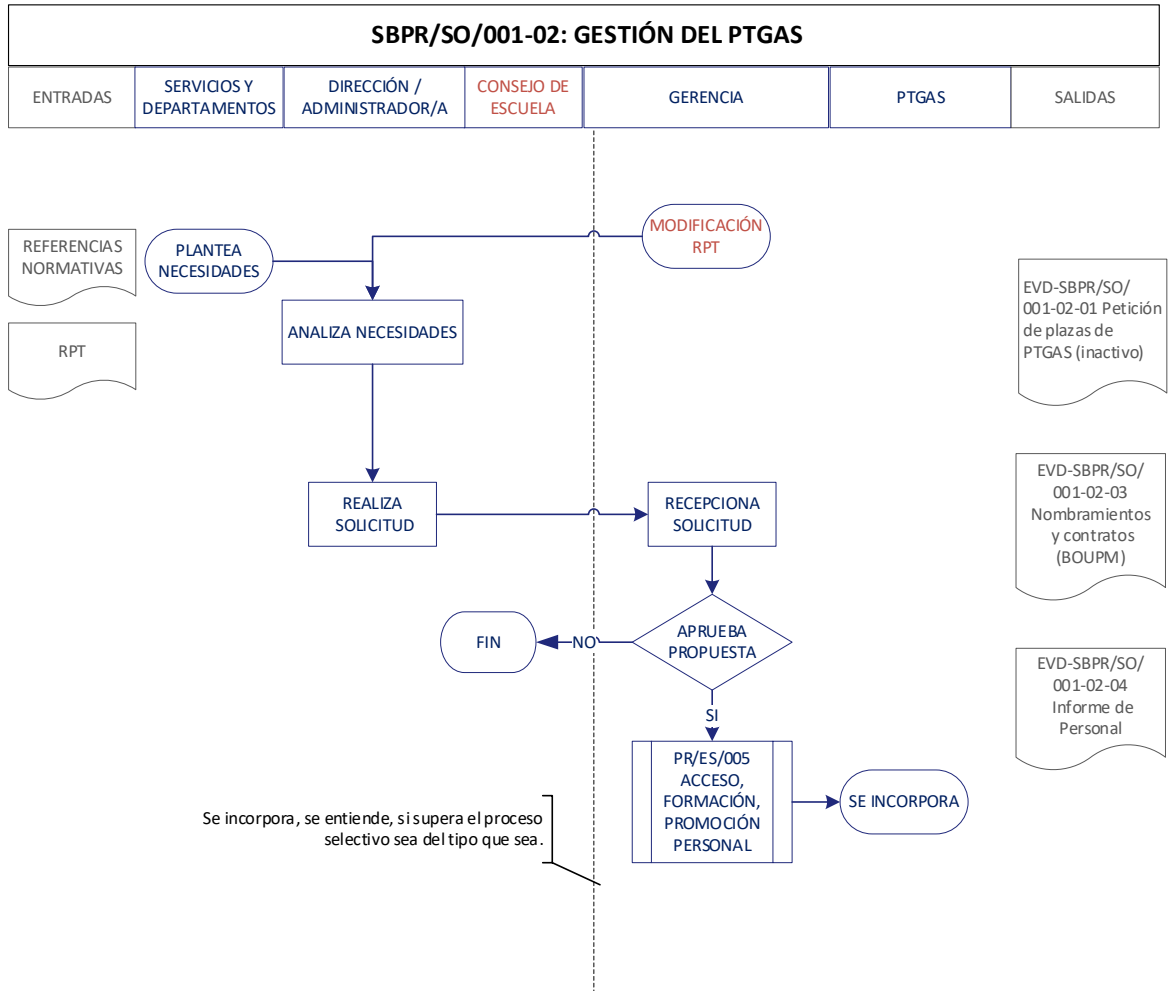 SBPR/SO/001-02: GESTIÓN DEL PTGAS
ENTRADAS
SERVICIOS Y
DEPARTAMENTOS
DIRECCIÓN /
ADMINISTRADOR/A
CONSEJO DE
ESCUELA
GERENCIA
PTGAS
SALIDAS
REFERENCIAS
NORMATIVAS
PLANTEA
NECESIDADES
MODIFICACIÓN
RPT
RPT
ANALIZA NECESIDADES
EVD-SBPR/SO/
001-02-01 Petición
de plazas de
PTGAS (inactivo)
REALIZA
SOLICITUD
RECEPCIONA
SOLICITUD
EVD-SBPR/SO/
001-02-03
Nombramientos
y contratos
(BOUPM)
FIN
NO
APRUEBA
PROPUESTA
SI
EVD-SBPR/SO/
001-02-04
Informe de
Personal
PR/ES/005
ACCESO,
FORMACIÓN,
PROMOCIÓN
PERSONAL
SE INCORPORA
Se incorpora, se entiende, si supera el proceso
selectivo sea del tipo que sea.